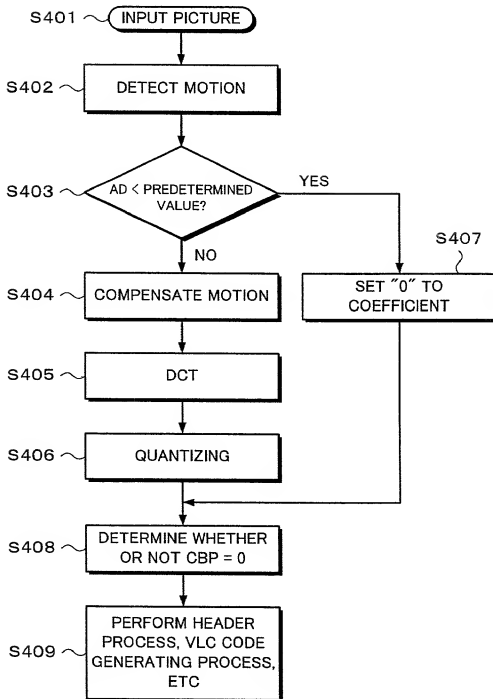 S401
INPUT PICTURE
S402
DETECT MOTION
S403
AD < PREDETERMINED
VALUE?
YES
NO
S407
SET "0" TO
COEFFICIENT
S404
COMPENSATE MOTION
S405
DCT
S406
QUANTIZING
S408
DETERMINE WHETHER
OR NOT CBP = 0
S409
PERFORM HEADER
PROCESS, VLC CODE
GENERATING PROCESS,
ETC